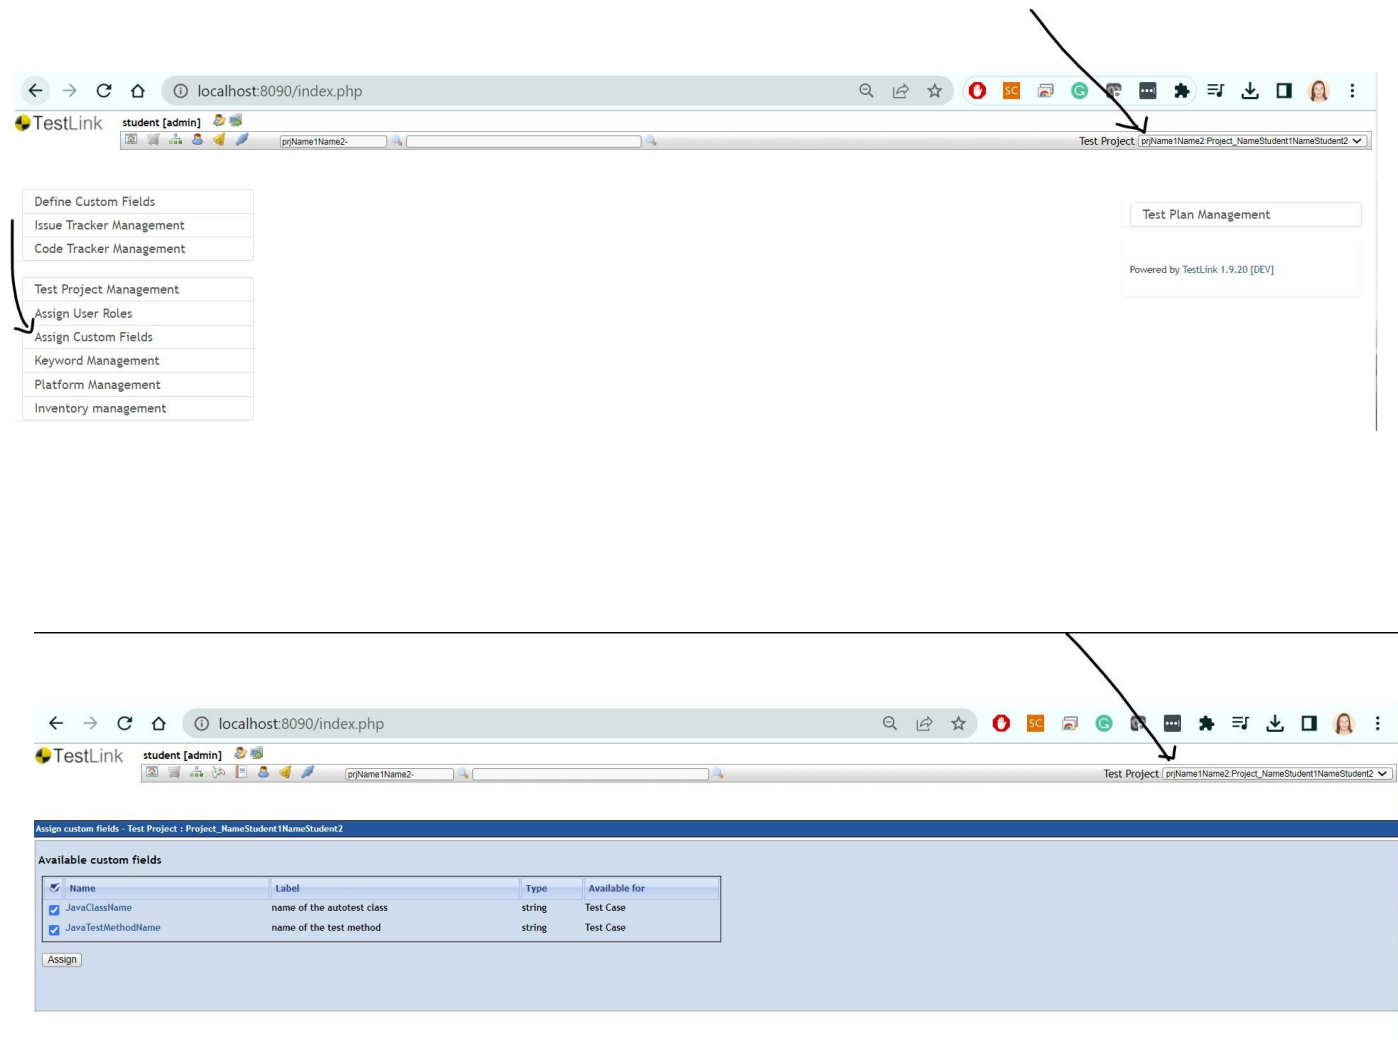 localhost:8090/index.php
TestLink student [admin]
prjName1Name2- Test Project prjName1Name2:Project_NameStudent1NameStudent2
Define Custom Fields
Issue Tracker Management
Code Tracker Management
Test Project Management
Assign User Roles
Assign Custom Fields
Keyword Management
Platform Management
Inventory management
Test Plan Management
Powered by TestLink 1.9.20 [DEV]
localhost:8090/index.php
TestLink student [admin]
prjName1Name2- Test Project prjName1Name2:Project_NameStudent1NameStudent2
Assign custom fields - Test Project : Project_NameStudent1NameStudent2
Available custom fields
Name Label Type Available for
JavaClassName name of the autotest class string Test Case
JavaTestMethodName name of the test method string Test Case
Assign